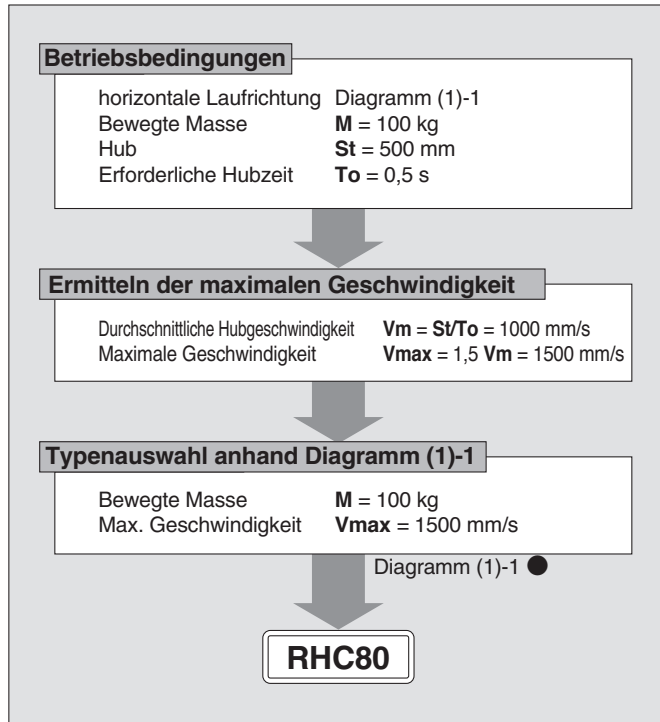 Betriebsbedingungen
horizontale Laufrichtung Diagramm (1)-1
Bewegte Masse M = 100 kg
Hub St = 500 mm
Erforderliche Hubzeit To = 0,5 s
Ermitteln der maximalen Geschwindigkeit
Durchschnittliche Hubgeschwindigkeit Vm = St/To = 1000 mm/s
Maximale Geschwindigkeit Vmax = 1,5 Vm = 1500 mm/s
Typenauswahl anhand Diagramm (1)-1
Bewegte Masse M = 100 kg
Max. Geschwindigkeit Vmax = 1500 mm/s
Diagramm (1)-1 ●
RHC80